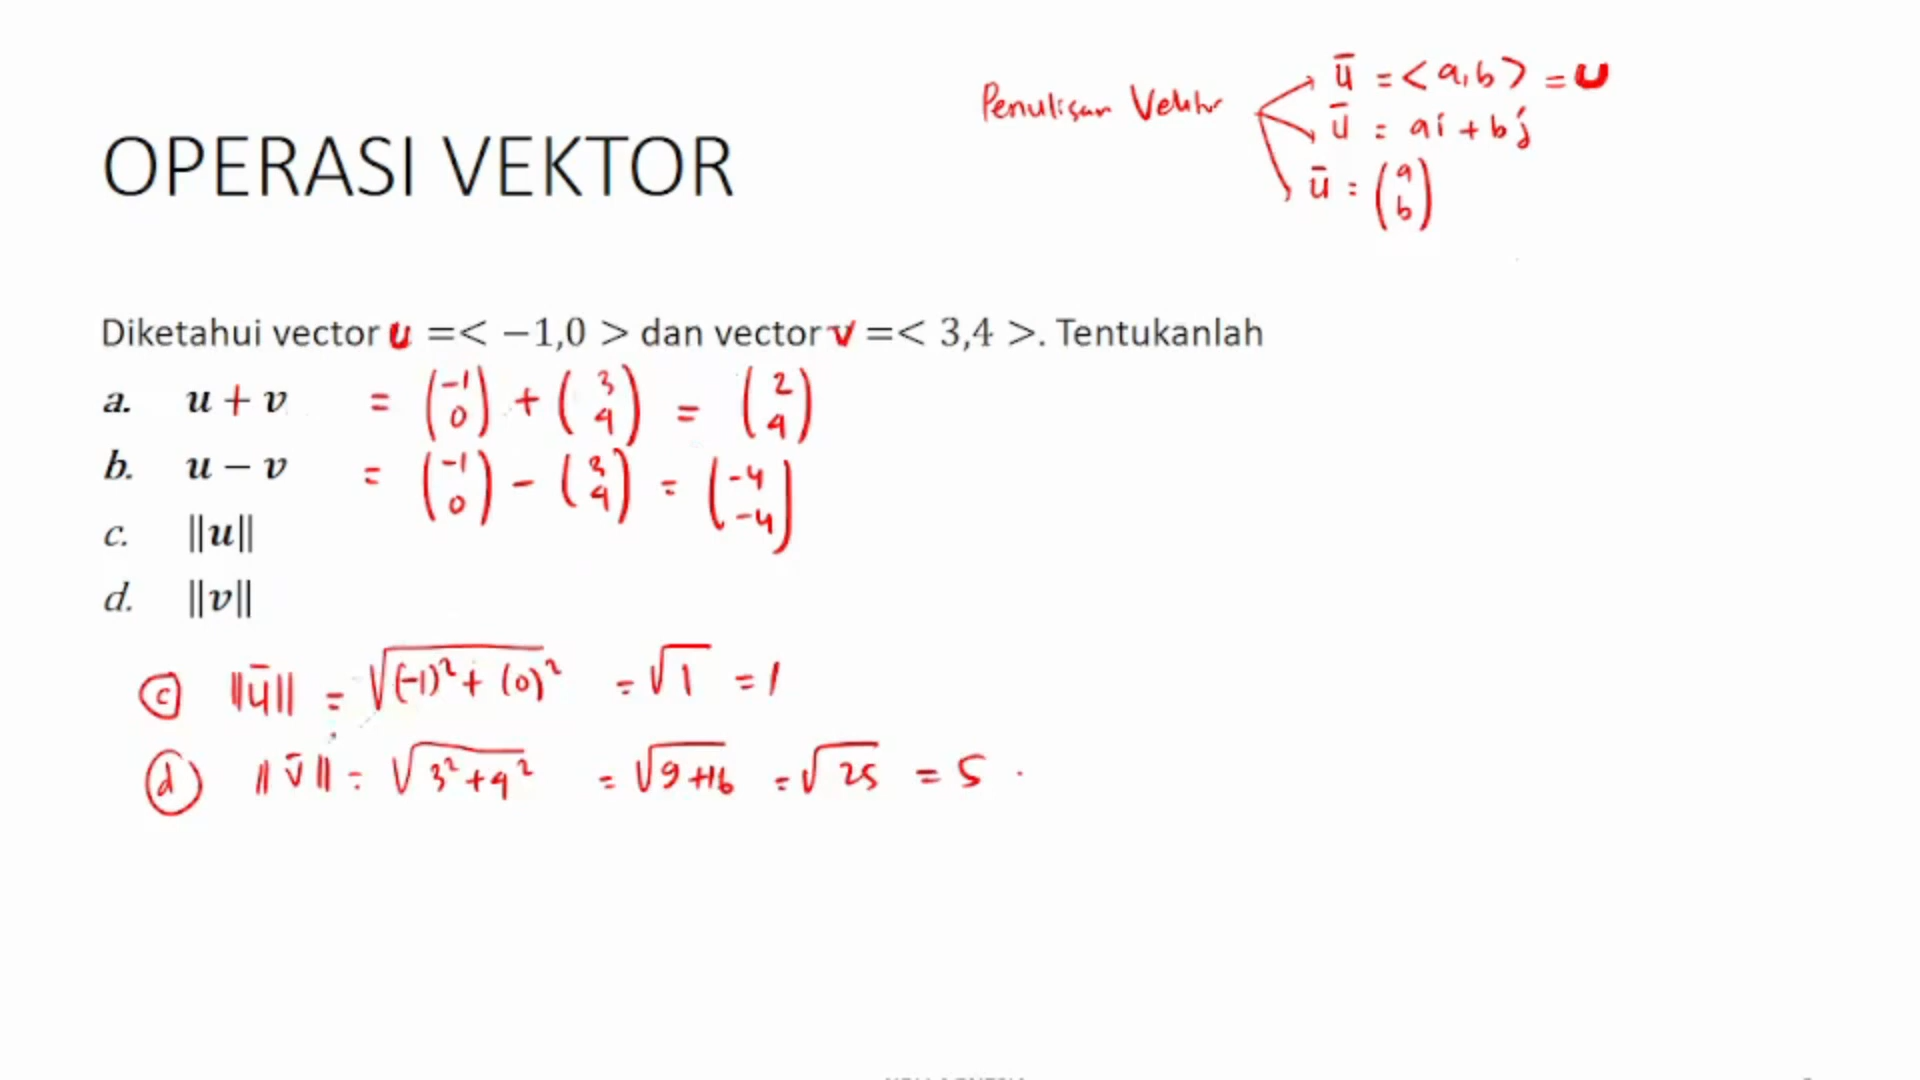 Penulisan Vektor
ū = <a,b> = u
ū = ai + bj
ū = (a b)
OPERASI VEKTOR
Diketahui vector u =< −1,0 > dan vector v =< 3,4 >. Tentukanlah
a. u + v = (-1 0) + (3 4) = (2 4)
b. u − v = (-1 0) - (3 4) = (-4 -4)
c. ‖u‖
d. ‖v‖
ⓒ ‖ū‖ = √(-1)² + (0)² = √1 = 1
ⓓ ‖v̄‖ = √3² + 4² = √9+16 = √25 = 5